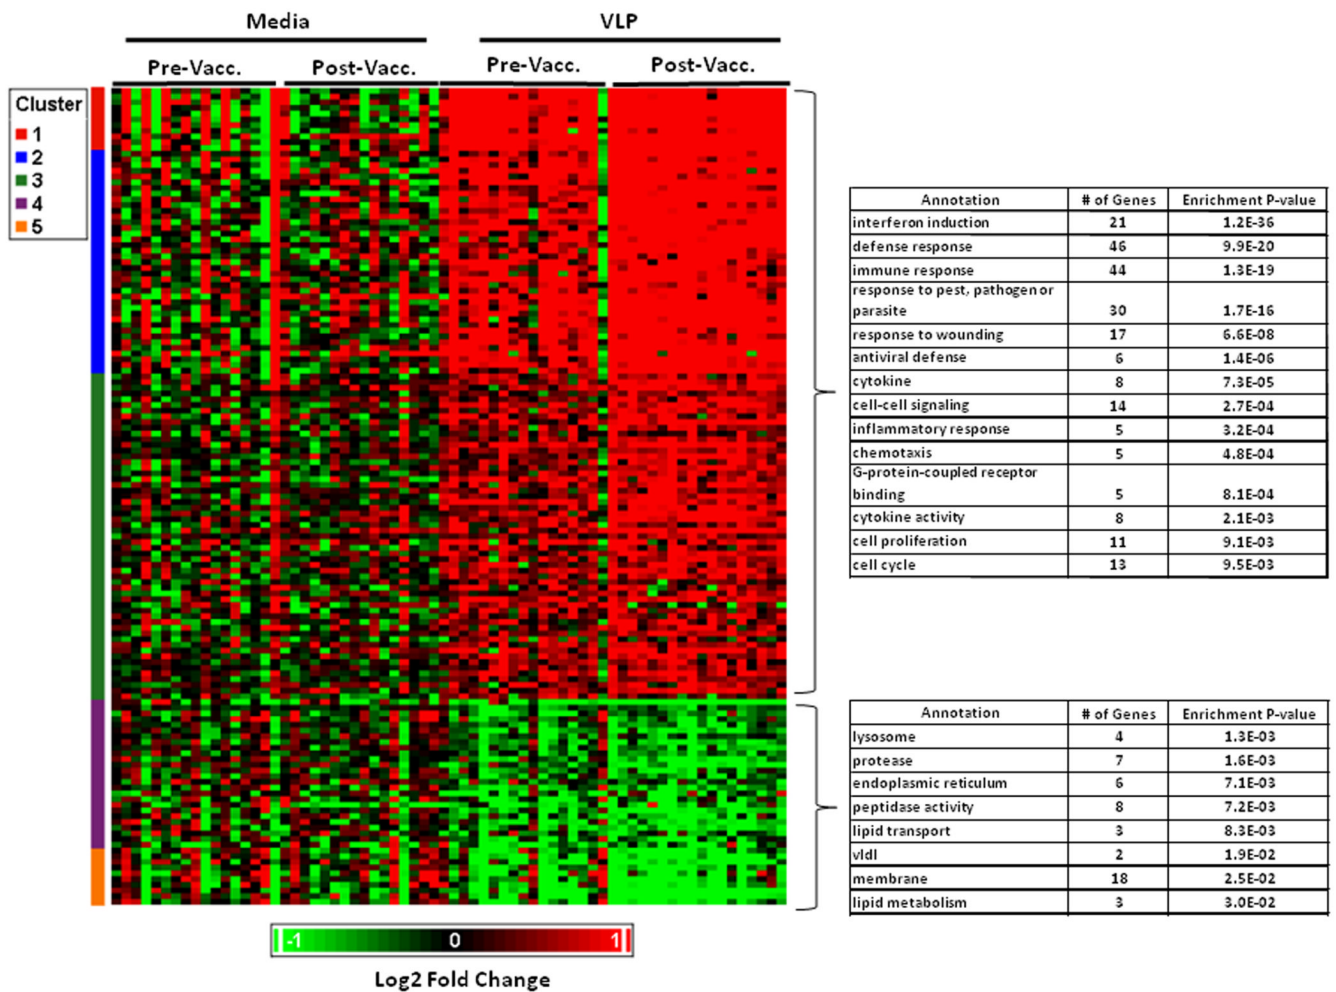 Media VLP
Pre-Vacc. Post-Vacc. Pre-Vacc. Post-Vacc.
Cluster
1
2
3
4
5
Annotation # of Genes Enrichment P-value
interferon induction 21 1.2E-36
defense response 46 9.9E-20
immune response 44 1.3E-19
response to pest, pathogen or
parasite 30 1.7E-16
response to wounding 17 6.6E-08
antiviral defense 6 1.4E-06
cytokine 8 7.3E-05
cell-cell signaling 14 2.7E-04
inflammatory response 5 3.2E-04
chemotaxis 5 4.8E-04
G-protein-coupled receptor
binding 5 8.1E-04
cytokine activity 8 2.1E-03
cell proliferation 11 9.1E-03
cell cycle 13 9.5E-03
Annotation # of Genes Enrichment P-value
lysosome 4 1.3E-03
protease 7 1.6E-03
endoplasmic reticulum 6 7.1E-03
peptidase activity 8 7.2E-03
lipid transport 3 8.3E-03
vldl 2 1.9E-02
membrane 18 2.5E-02
lipid metabolism 3 3.0E-02
-1 0 1
Log2 Fold Change